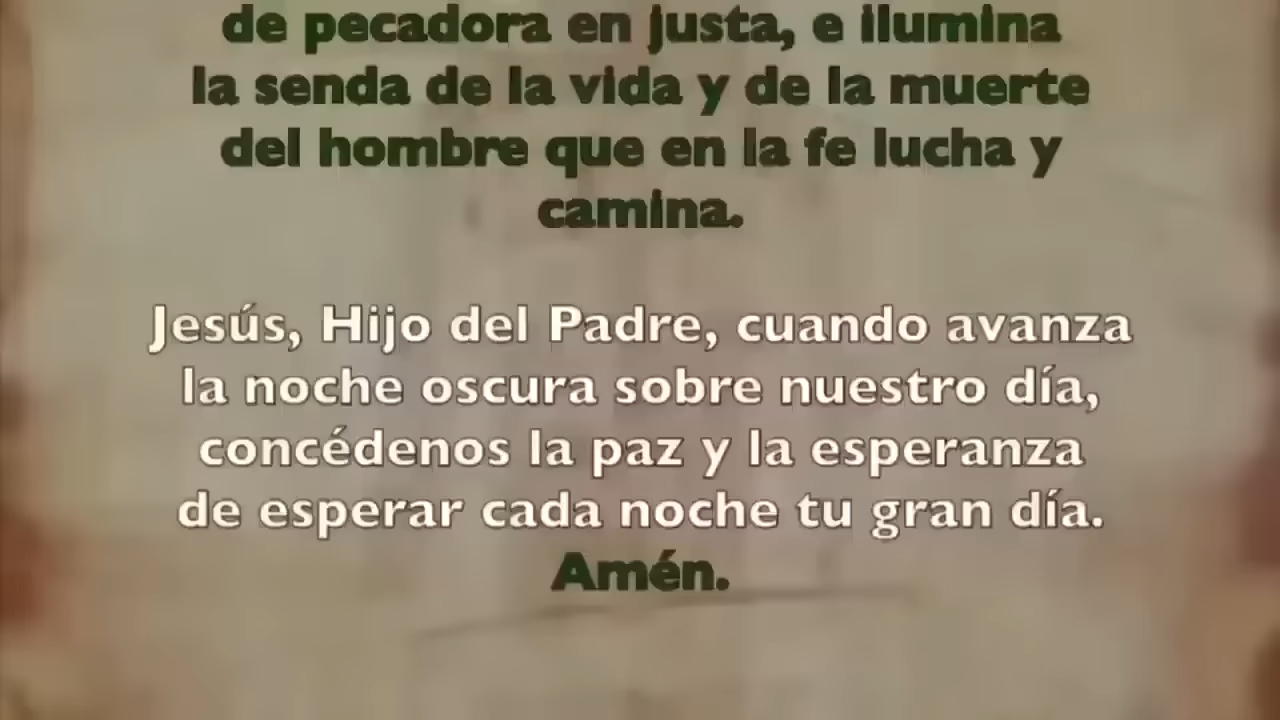 de pecadora en justa, e ilumina
la senda de la vida y de la muerte
del hombre que en la fe lucha y
camina.
Jesús, Hijo del Padre, cuando avanza
la noche oscura sobre nuestro día,
concédenos la paz y la esperanza
de esperar cada noche tu gran día.
Amén.